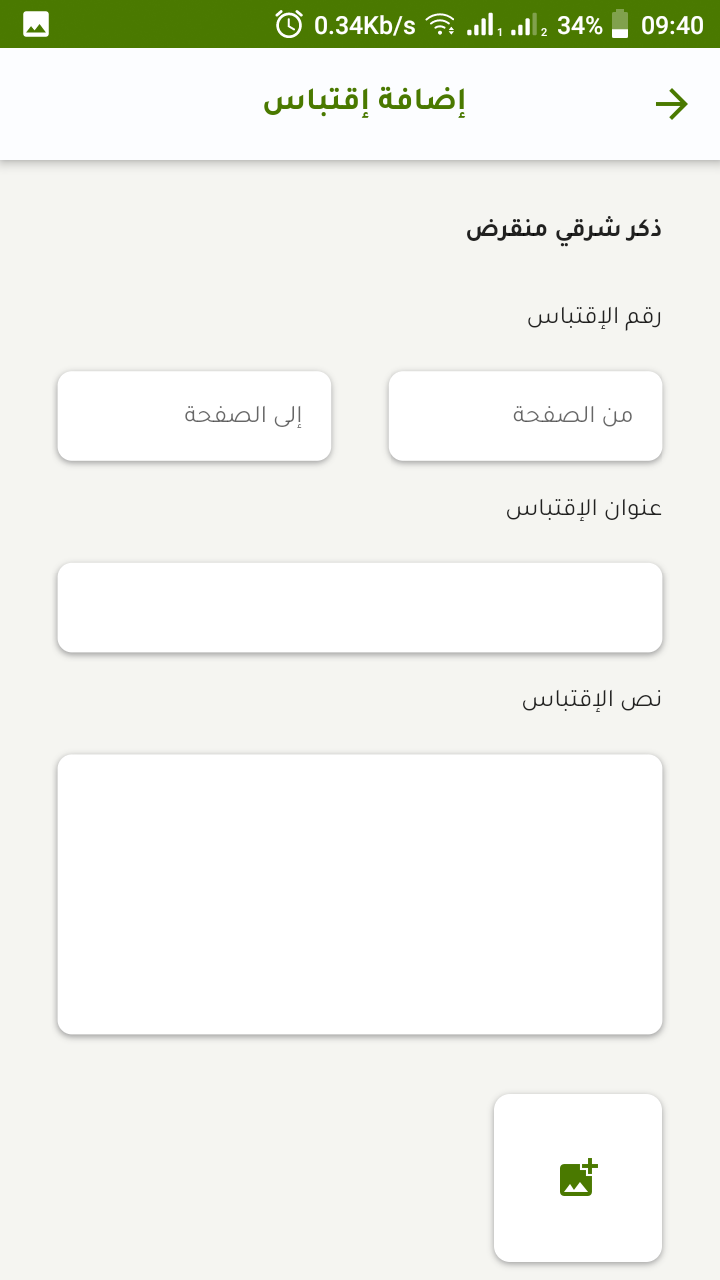 0.34Kb/s 1 2 34% 09:40
إضافة إقتباس
ذكر شرقي منقرض
رقم الإقتباس
من الصفحة إلى الصفحة
عنوان الإقتباس
نص الإقتباس